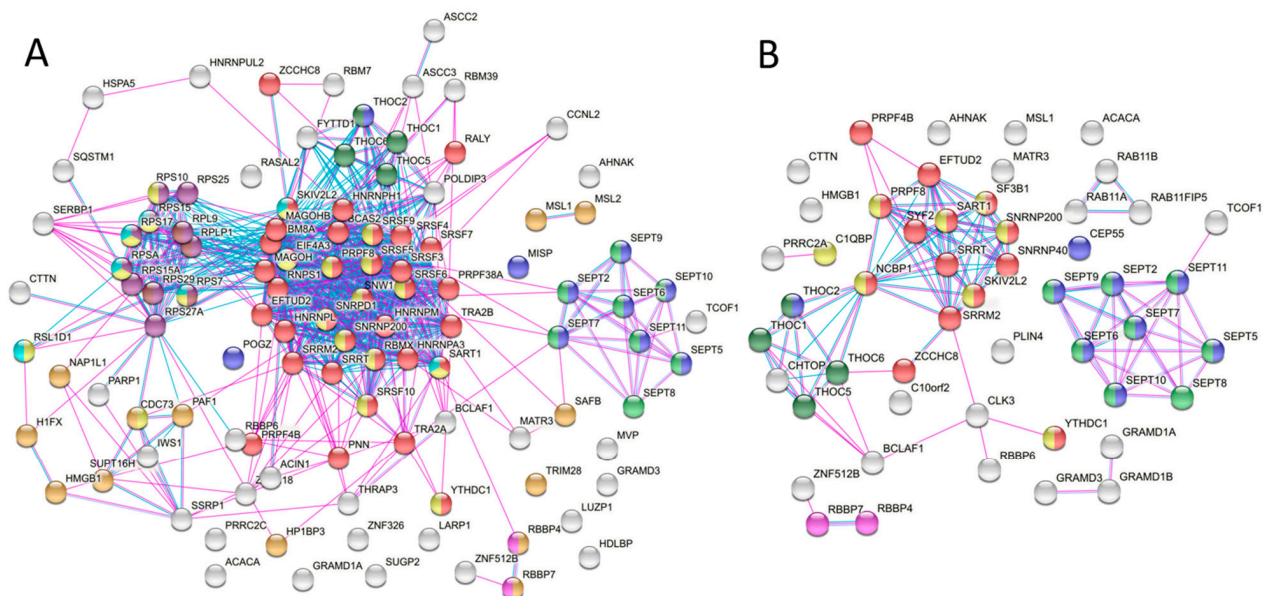 A
B
ASCC2
HNRNPUL2
ZCCHC8
RBM7
ASCC3
RBM39
HSPA5
THOC2
CCNL2
FYTTD1
THOC1
THOC6
RALY
SQSTM1
RASAL2
THOC5
POLDIP3
AHNAK
RPS10
RPS25
SKIV2L2
HNRNPH1
MSL1
MSL2
RPS15
MAGOHB
BCAS2
SRSF9
SERBP1
RPS17
RPL9
BM8A
SRSF4
SRSF7
RPLP1
EIF4A3
SRSF5
RPSA
MAGOH
PRPF8
SRSF3
MISP
SEPT9
RPS15A
RNPS1
SRSF6
PRPF38A
SEPT2
SEPT10
CTTN
RPS29
RPS7
SNW1
SEPT6
RPS27A
EFTUD2
SNRPD1
HNRNPM
TRA2B
TCOF1
HNRNPL
SNRNP200
SEPT7
SEPT11
RSL1D1
POGZ
SRRM2
SRRT
RBMX
HNRNPA3
SART1
SEPT5
NAP1L1
PARP1
SEPT8
CDC73
PAF1
SRSF10
BCLAF1
SAFB
H1FX
IWS1
RBBP6
PRPF4B
PNN
TRA2A
MATR3
MVP
HMGB1
SUPT16H
ACIN1
TRIM28
GRAMD3
SSRP1
THRAP3
YTHDC1
LUZP1
PRRC2C
HP1BP3
ZNF326
LARP1
RBBP4
HDLBP
ACACA
GRAMD1A
SUGP2
ZNF512B
RBBP7
PRPF4B
AHNAK
MSL1
ACACA
CTTN
EFTUD2
MATR3
RAB11B
HMGB1
PRPF8
SF3B1
RAB11A
RAB11FIP5
SYF2
SART1
SNRNP200
TCOF1
PRRC2A
C1QBP
SRRT
SNRNP40
CEP55
NCBP1
SKIV2L2
SEPT9
SEPT2
SEPT11
THOC2
SRRM2
SEPT7
THOC1
SEPT6
SEPT5
CHTOP
THOC6
ZCCHC8
PLIN4
SEPT10
SEPT8
THOC5
C10orf2
CLK3
YTHDC1
BCLAF1
RBBP6
GRAMD1A
ZNF512B
GRAMD3
GRAMD1B
RBBP7
RBBP4